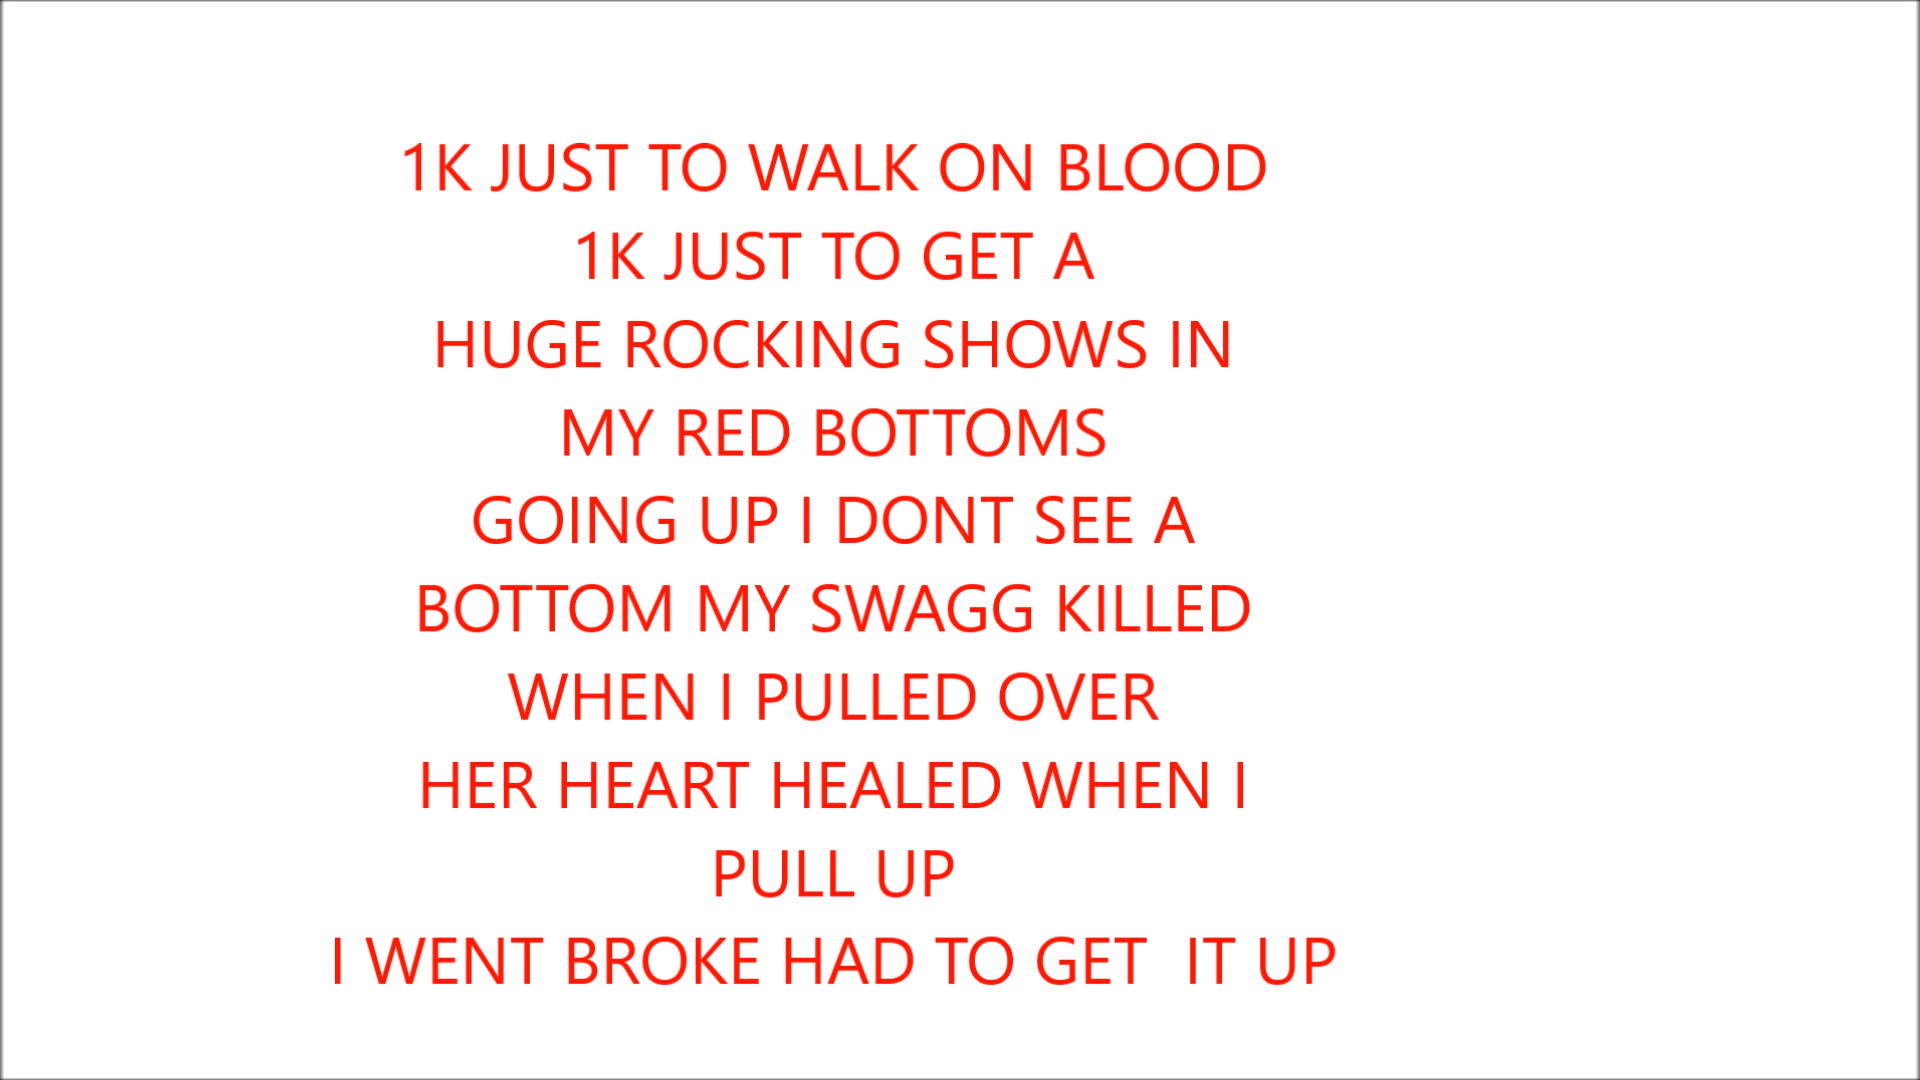 1K JUST TO WALK ON BLOOD
1K JUST TO GET A
HUGE ROCKING SHOWS IN
MY RED BOTTOMS
GOING UP I DONT SEE A
BOTTOM MY SWAGG KILLED
WHEN I PULLED OVER
HER HEART HEALED WHEN I
PULL UP
I WENT BROKE HAD TO GET  IT UP